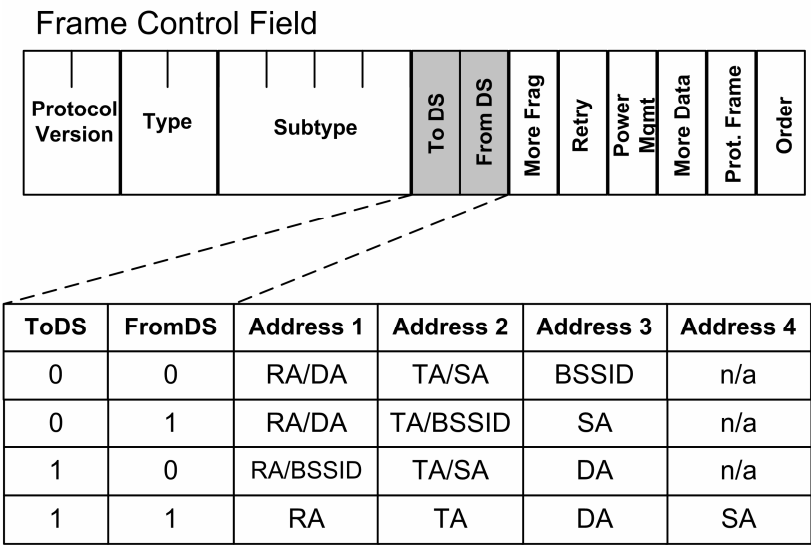 Frame Control Field
Protocol Version Type Subtype To DS From DS More Frag Retry Power Mgmt More Data Prot. Frame Order
ToDS FromDS Address 1 Address 2 Address 3 Address 4
0 0 RA/DA TA/SA BSSID n/a
0 1 RA/DA TA/BSSID SA n/a
1 0 RA/BSSID TA/SA DA n/a
1 1 RA TA DA SA